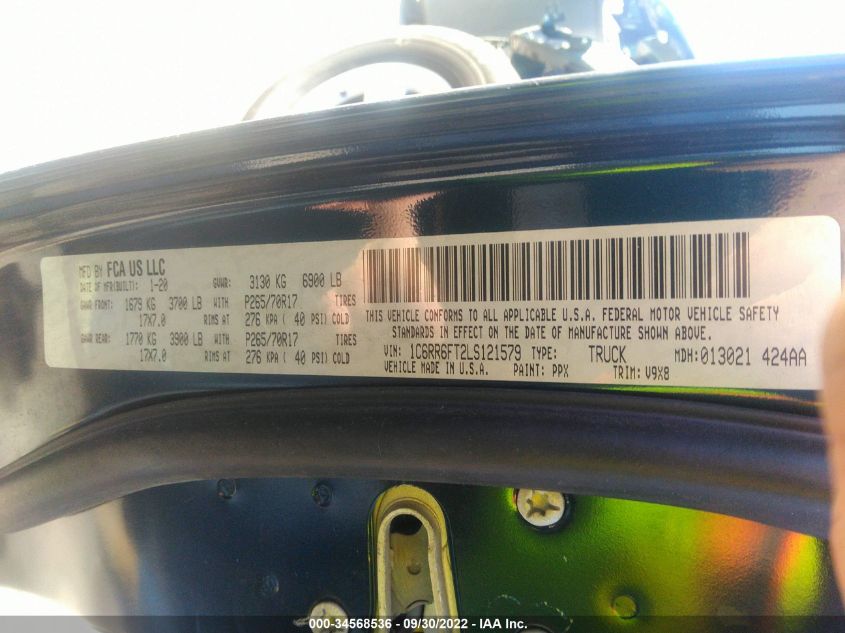 MFD BY FCA US LLC
DATE OF MFR(BUILT): 1-20 GVWR: 3130 KG 6900 LB
GAWR FRONT: 1679 KG 3700 LB WITH P265/70R17 TIRES
17X7.0 RIMS AT 276 KPA ( 40 PSI) COLD
GAWR REAR: 1770 KG 3900 LB WITH P265/70R17 TIRES
17X7.0 RIMS AT 276 KPA ( 40 PSI) COLD
THIS VEHICLE CONFORMS TO ALL APPLICABLE U.S.A. FEDERAL MOTOR VEHICLE SAFETY
STANDARDS IN EFFECT ON THE DATE OF MANUFACTURE SHOWN ABOVE.
VIN: 1C6RR6FT2LS121579 TYPE: TRUCK MDH: 013021 424AA
VEHICLE MADE IN U.S.A. PAINT: PPX TRIM: V9X8
000-34568536 - 09/30/2022 - IAA Inc.